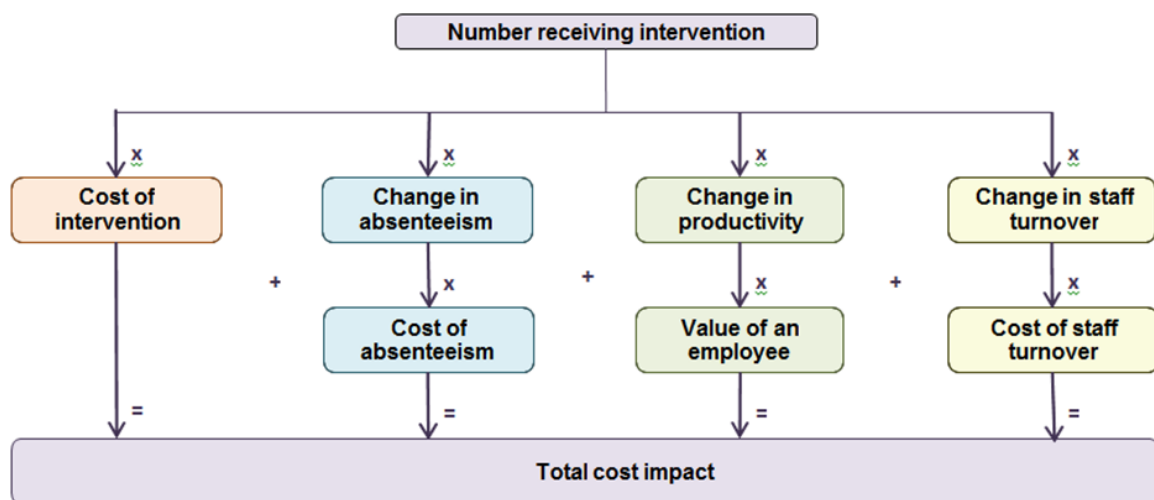 Number receiving intervention
x x x x
Cost of
intervention
Change in
absenteeism
Change in
productivity
Change in staff
turnover
+ + +
x x x
Cost of
absenteeism
Value of an
employee
Cost of staff
turnover
= = = =
Total cost impact